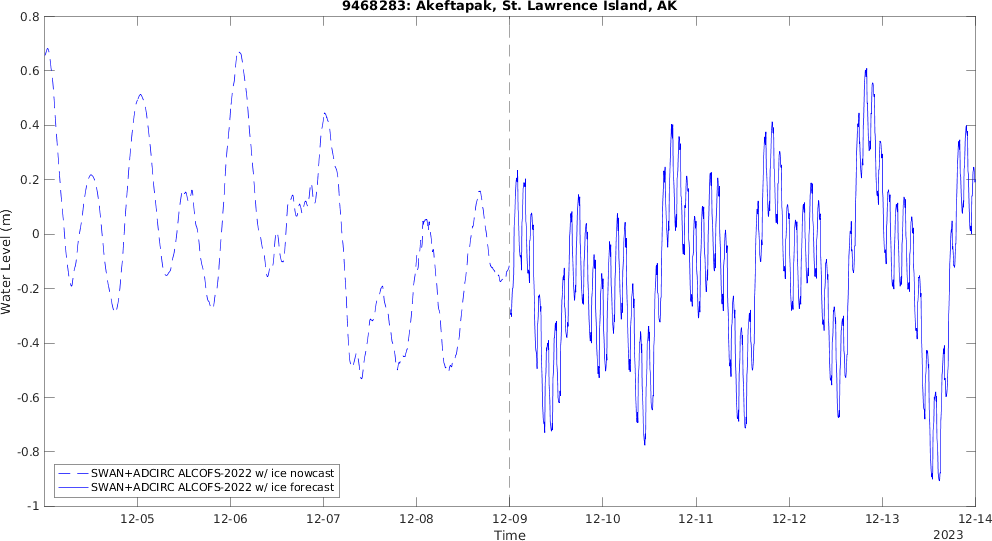 9468283: Akeftapak, St. Lawrence Island, AK
0.8
0.6
0.4
0.2
0
-0.2
-0.4
-0.6
-0.8
-1
Water Level (m)
SWAN+ADCIRC ALCOFS-2022 w/ ice nowcast
SWAN+ADCIRC ALCOFS-2022 w/ ice forecast
12-05 12-06 12-07 12-08 12-09 12-10 12-11 12-12 12-13 12-14
Time
2023